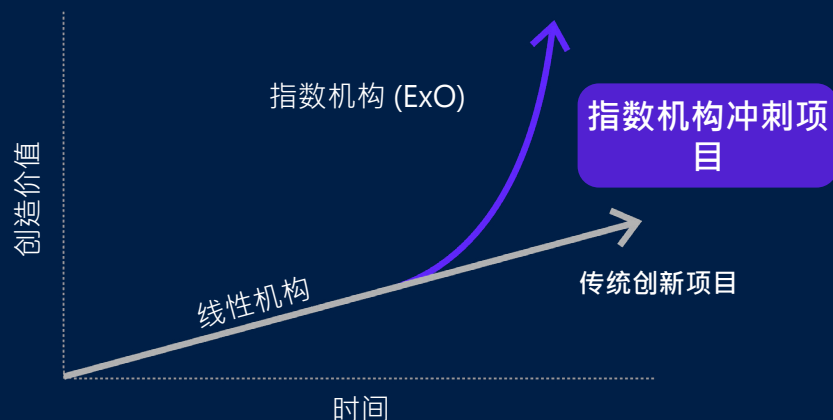 指数机构 (ExO)
指数机构冲刺项
目
创造价值
线性机构
传统创新项目
时间